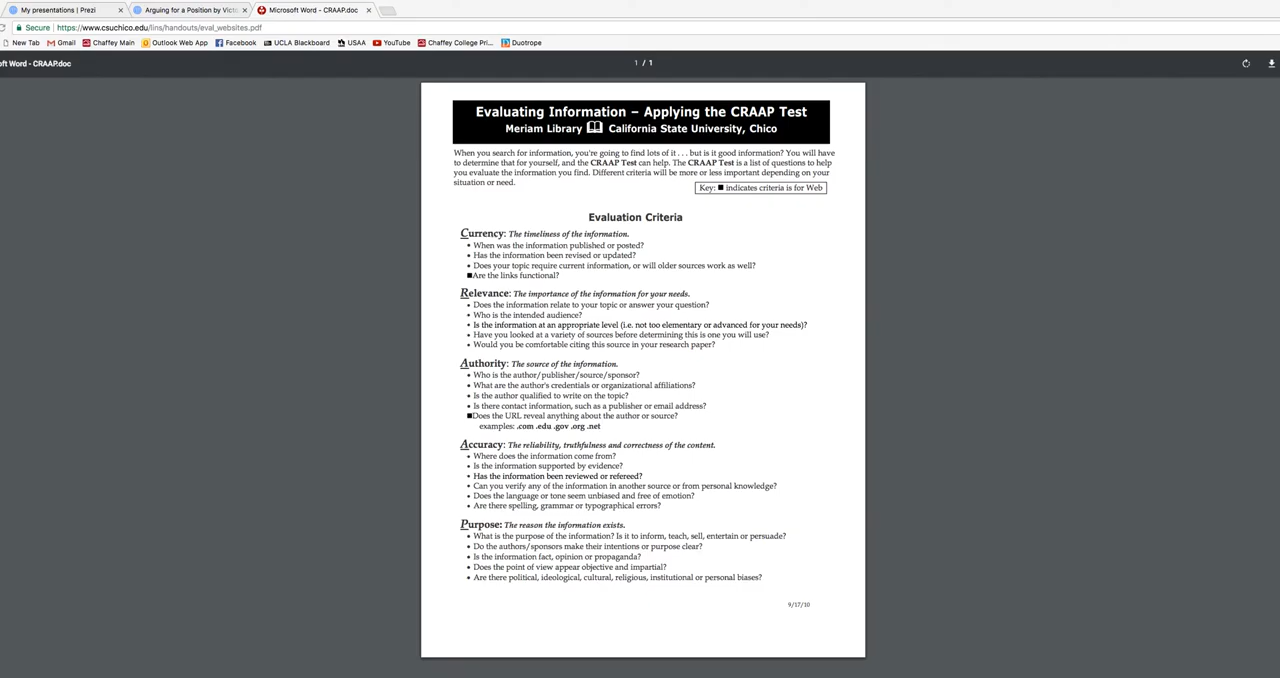 My presentations | Prezi
Arguing for a Position by Victo
Microsoft Word - CRAAP.doc
Secure
https://www.csuchico.edu/lins/handouts/eval_websites.pdf
New Tab
Gmail
Chaffey Main
Outlook Web App
Facebook
UCLA Blackboard
USAA
YouTube
Chaffey College Pri...
Duotrope
oft Word - CRAAP.doc
1 / 1
Evaluating Information – Applying the CRAAP Test
Meriam Library California State University, Chico
When you search for information, you're going to find lots of it . . . but is it good information? You will have
to determine that for yourself, and the CRAAP Test can help. The CRAAP Test is a list of questions to help
you evaluate the information you find. Different criteria will be more or less important depending on your
situation or need.
Key: ■ indicates criteria is for Web
Evaluation Criteria
Currency: The timeliness of the information.
• When was the information published or posted?
• Has the information been revised or updated?
• Does your topic require current information, or will older sources work as well?
■Are the links functional?
Relevance: The importance of the information for your needs.
• Does the information relate to your topic or answer your question?
• Who is the intended audience?
• Is the information at an appropriate level (i.e. not too elementary or advanced for your needs)?
• Have you looked at a variety of sources before determining this is one you will use?
• Would you be comfortable citing this source in your research paper?
Authority: The source of the information.
• Who is the author/publisher/source/sponsor?
• What are the author's credentials or organizational affiliations?
• Is the author qualified to write on the topic?
• Is there contact information, such as a publisher or email address?
■Does the URL reveal anything about the author or source?
examples: .com .edu .gov .org .net
Accuracy: The reliability, truthfulness and correctness of the content.
• Where does the information come from?
• Is the information supported by evidence?
• Has the information been reviewed or refereed?
• Can you verify any of the information in another source or from personal knowledge?
• Does the language or tone seem unbiased and free of emotion?
• Are there spelling, grammar or typographical errors?
Purpose: The reason the information exists.
• What is the purpose of the information? Is it to inform, teach, sell, entertain or persuade?
• Do the authors/sponsors make their intentions or purpose clear?
• Is the information fact, opinion or propaganda?
• Does the point of view appear objective and impartial?
• Are there political, ideological, cultural, religious, institutional or personal biases?
9/17/10